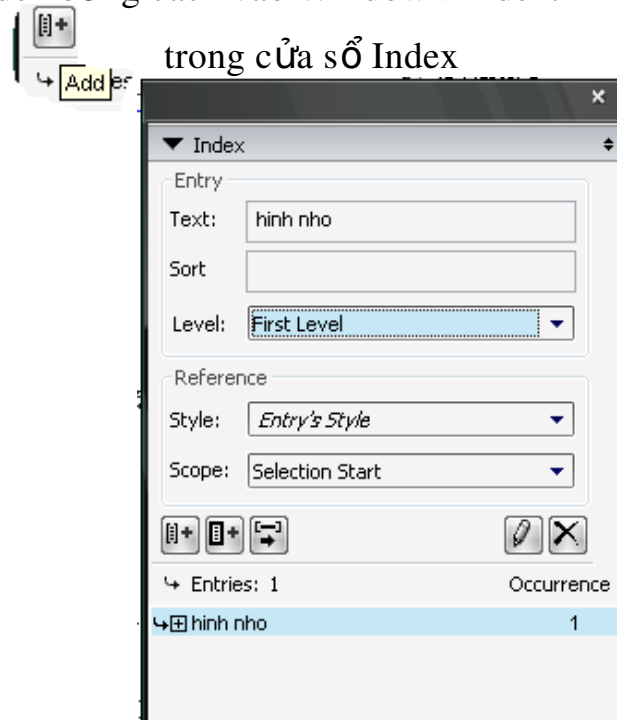 trong cửa sổ Index
Add
Index
Entry
Text: hinh nho
Sort
Level: First Level
Reference
Style: Entry's Style
Scope: Selection Start
Entries: 1 Occurrence
hinh nho 1